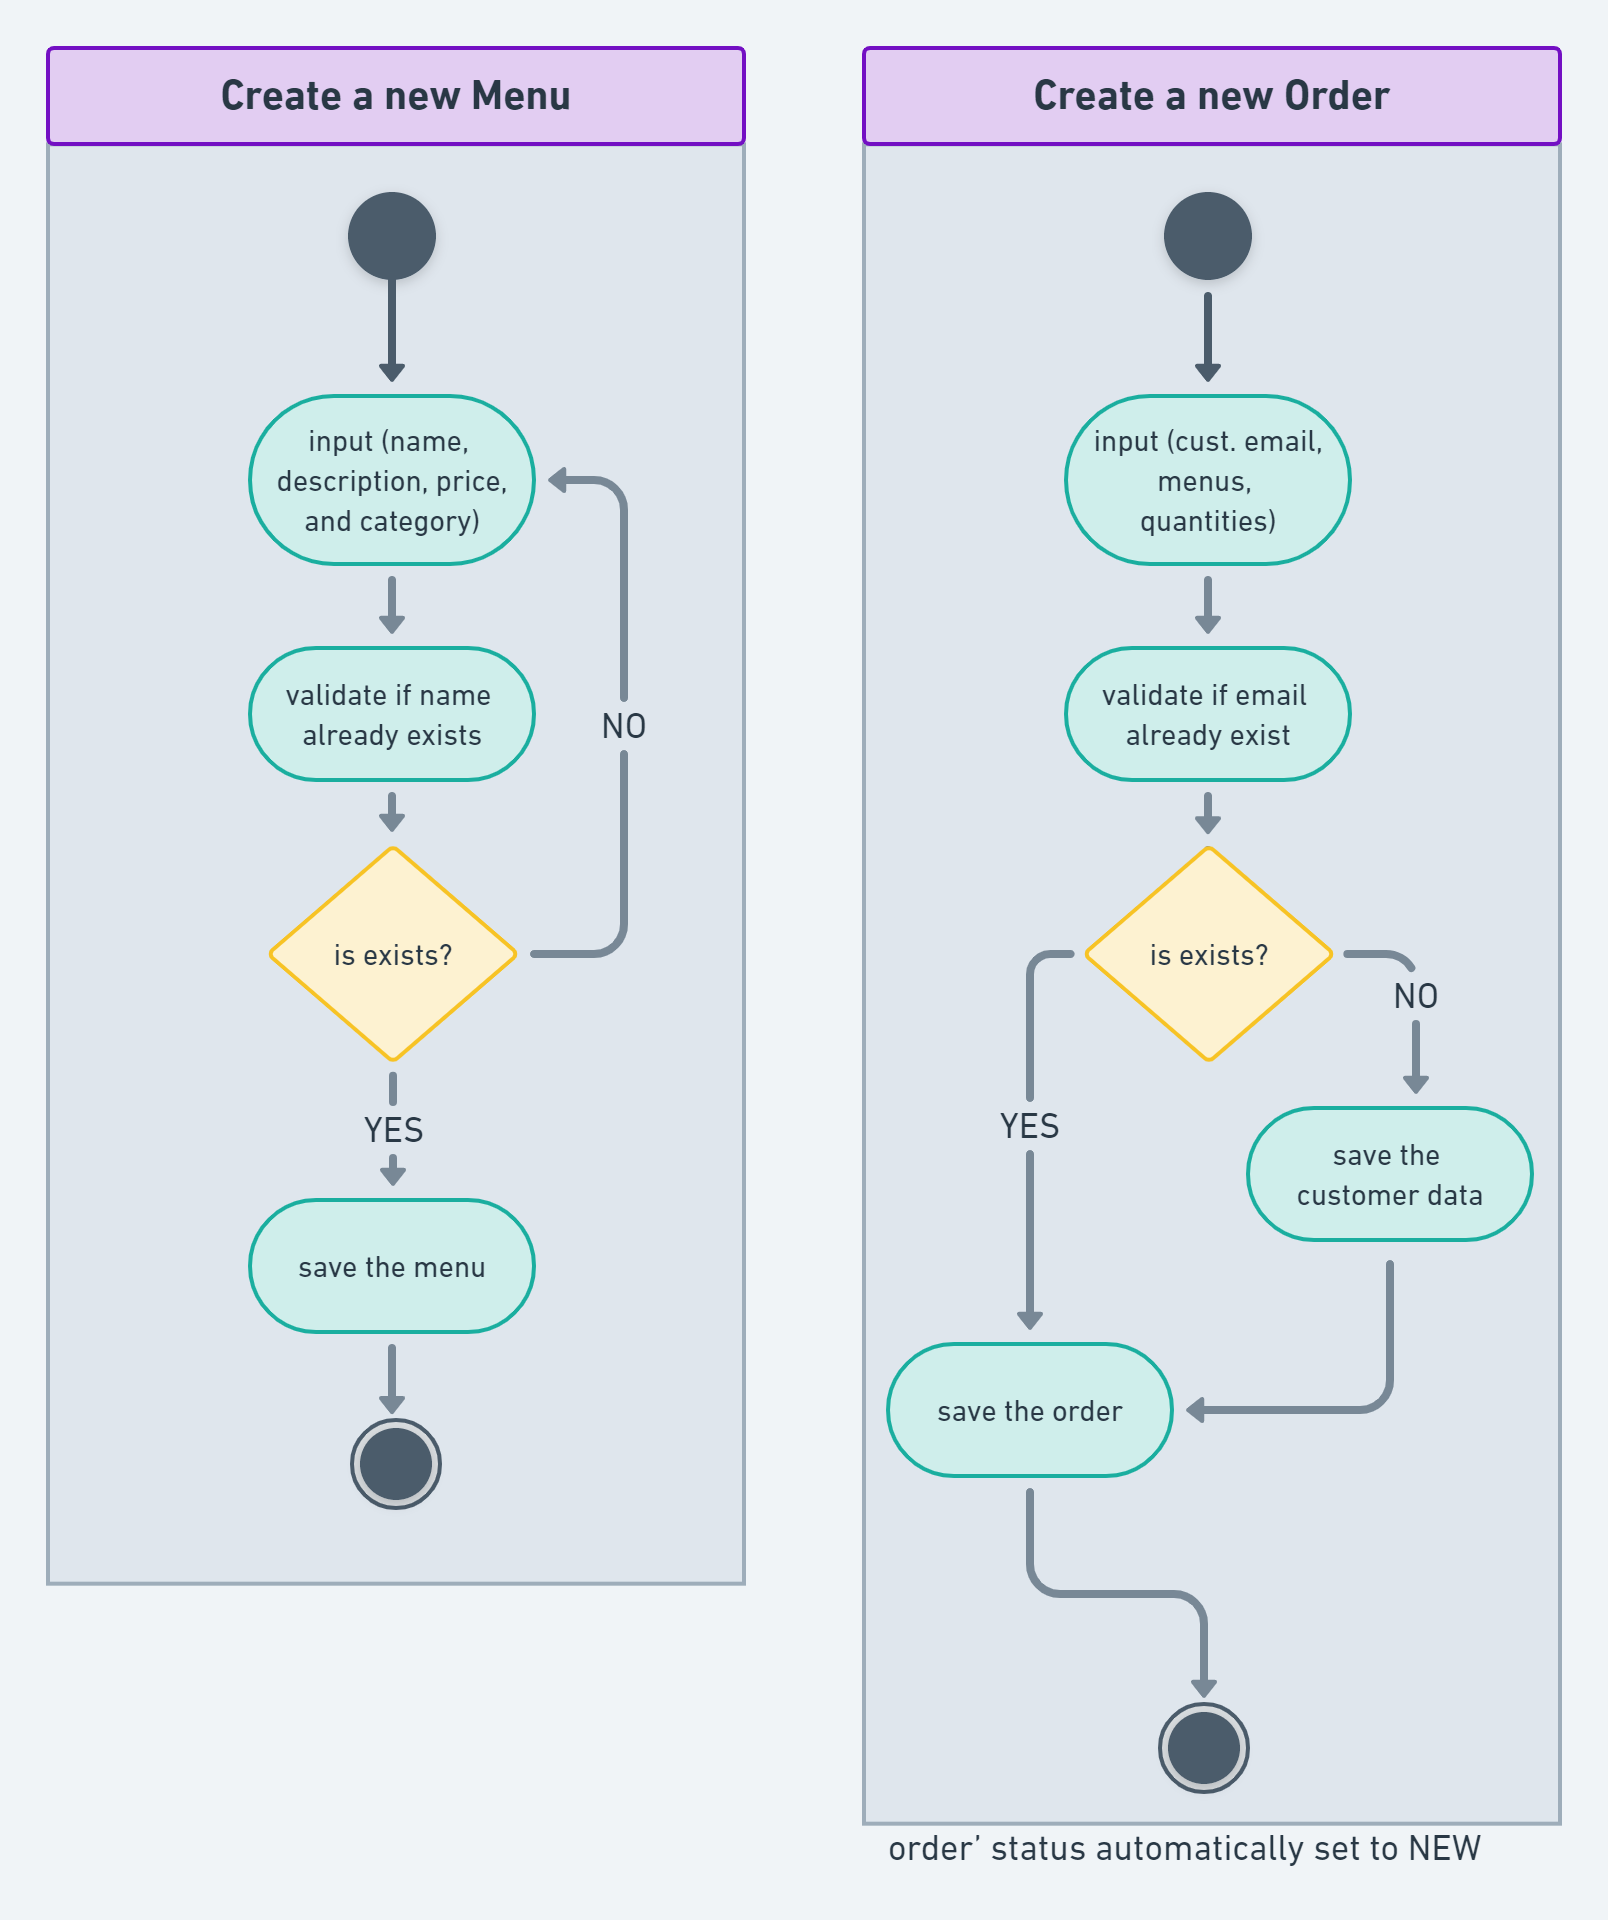 Create a new Menu
input (name,
description, price,
and category)
validate if name
already exists
NO
is exists?
YES
save the menu
Create a new Order
input (cust. email,
menus,
quantities)
validate if email
already exist
is exists?
NO
YES
save the
customer data
save the order
order’ status automatically set to NEW